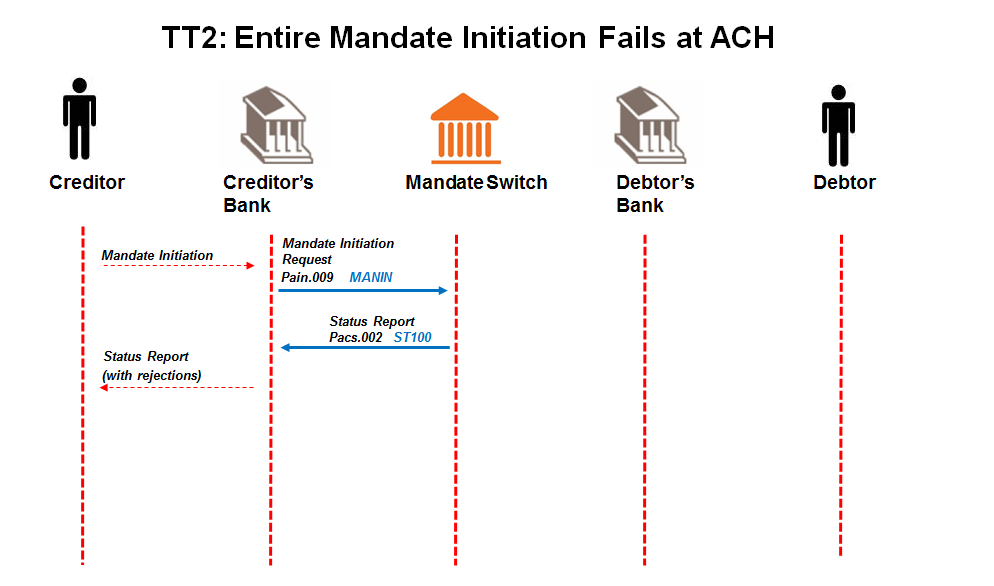 TT2: Entire Mandate Initiation Fails at ACH
Creditor
Creditor's
Bank
Mandate Switch
Debtor's
Bank
Debtor
Mandate Initiation
Mandate Initiation
Request
Pain.009 MANIN
Status Report
Pacs.002 ST100
Status Report
(with rejections)